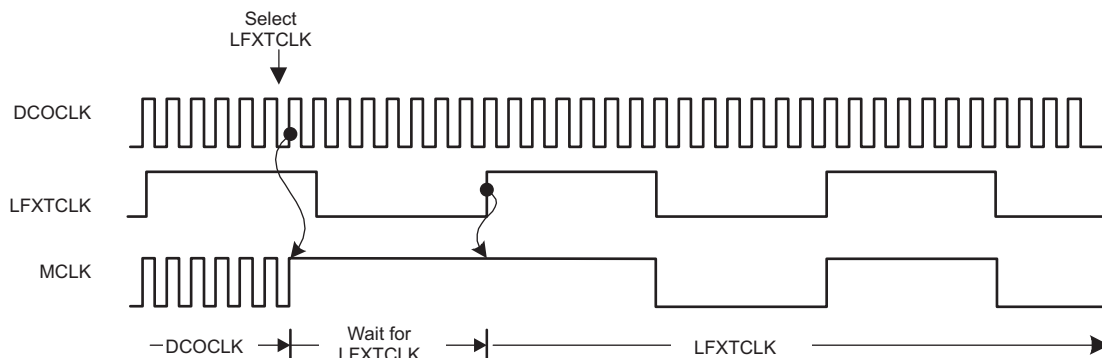 Select
LFXTCLK
DCOCLK
LFXTCLK
MCLK
DCOCLK
Wait for
LFXTCLK
LFXTCLK